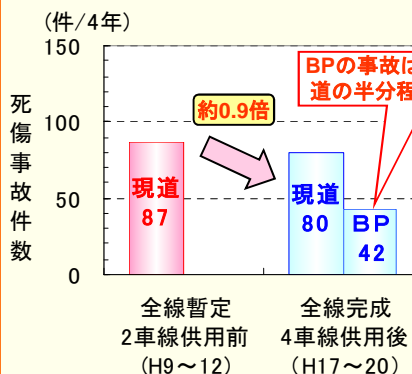 (件/4年)
150
100
50
0
死傷事故件数
約0.9倍
BPの事故は
道の半分程
現道
87
現道
80
BP
42
全線暫定
2車線供用前
(H9～12)
全線完成
4車線供用後
(H17～20)